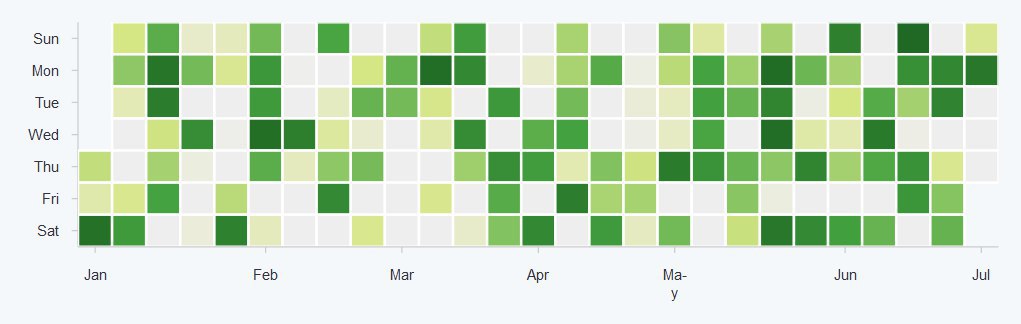 Sun
Mon
Tue
Wed
Thu
Fri
Sat
Jan Feb Mar Apr Ma- Jun Jul
y